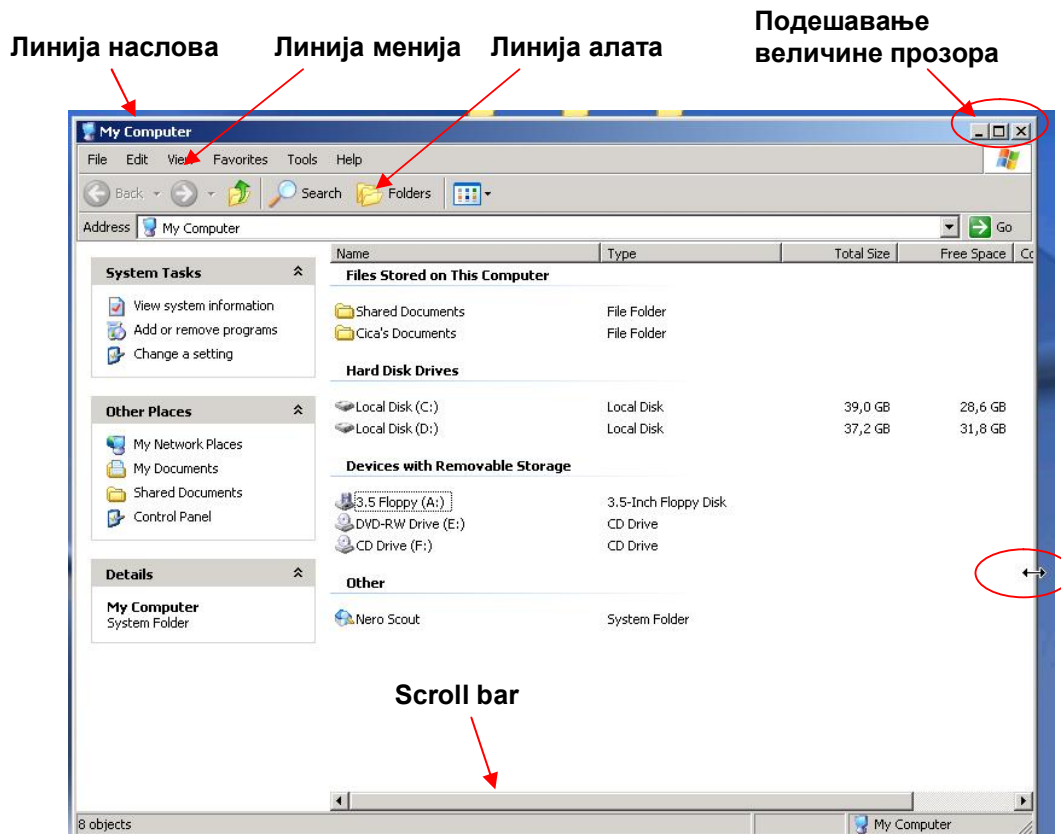 Подешавање
величине прозора
Линија наслова
Линија менија
Линија алата
My Computer
File Edit View Favorites Tools Help
Back Search Folders
Address My Computer Go
Name Type Total Size Free Space
System Tasks
View system information
Add or remove programs
Change a setting
Other Places
My Network Places
My Documents
Shared Documents
Control Panel
Details
My Computer
System Folder
Files Stored on This Computer
Shared Documents File Folder
Cica's Documents File Folder
Hard Disk Drives
Local Disk (C:) Local Disk 39,0 GB 28,6 GB
Local Disk (D:) Local Disk 37,2 GB 31,8 GB
Devices with Removable Storage
3.5 Floppy (A:) 3.5-Inch Floppy Disk
DVD-RW Drive (E:) CD Drive
CD Drive (F:) CD Drive
Other
Nero Scout System Folder
Scroll bar
8 objects My Computer